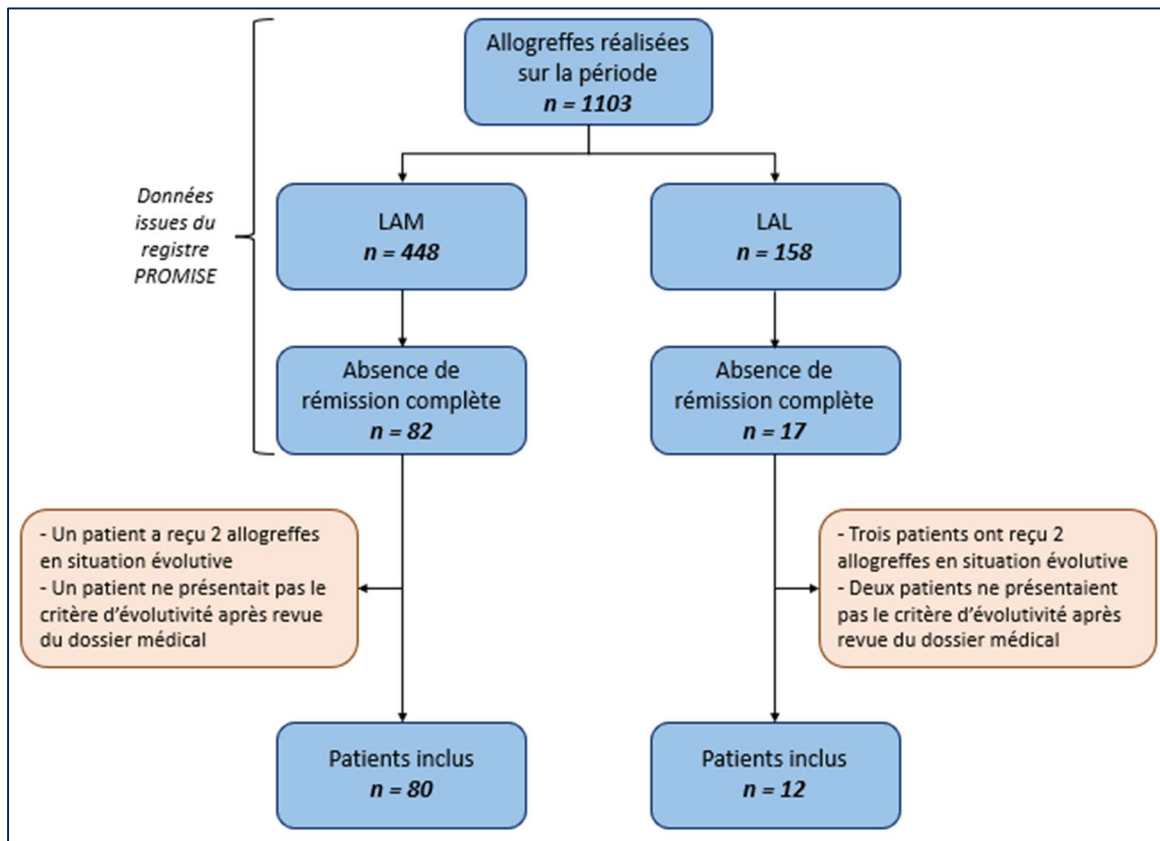 Allogreffes réalisées
sur la période
n = 1103
Données
issues du
registre
PROMISE
LAM
n = 448
LAL
n = 158
Absence de
rémission complète
n = 82
Absence de
rémission complète
n = 17
- Un patient a reçu 2 allogreffes
en situation évolutive
- Un patient ne présentait pas le
critère d'évolutivité après revue
du dossier médical
- Trois patients ont reçu 2
allogreffes en situation évolutive
- Deux patients ne présentaient
pas le critère d'évolutivité après
revue du dossier médical
Patients inclus
n = 80
Patients inclus
n = 12